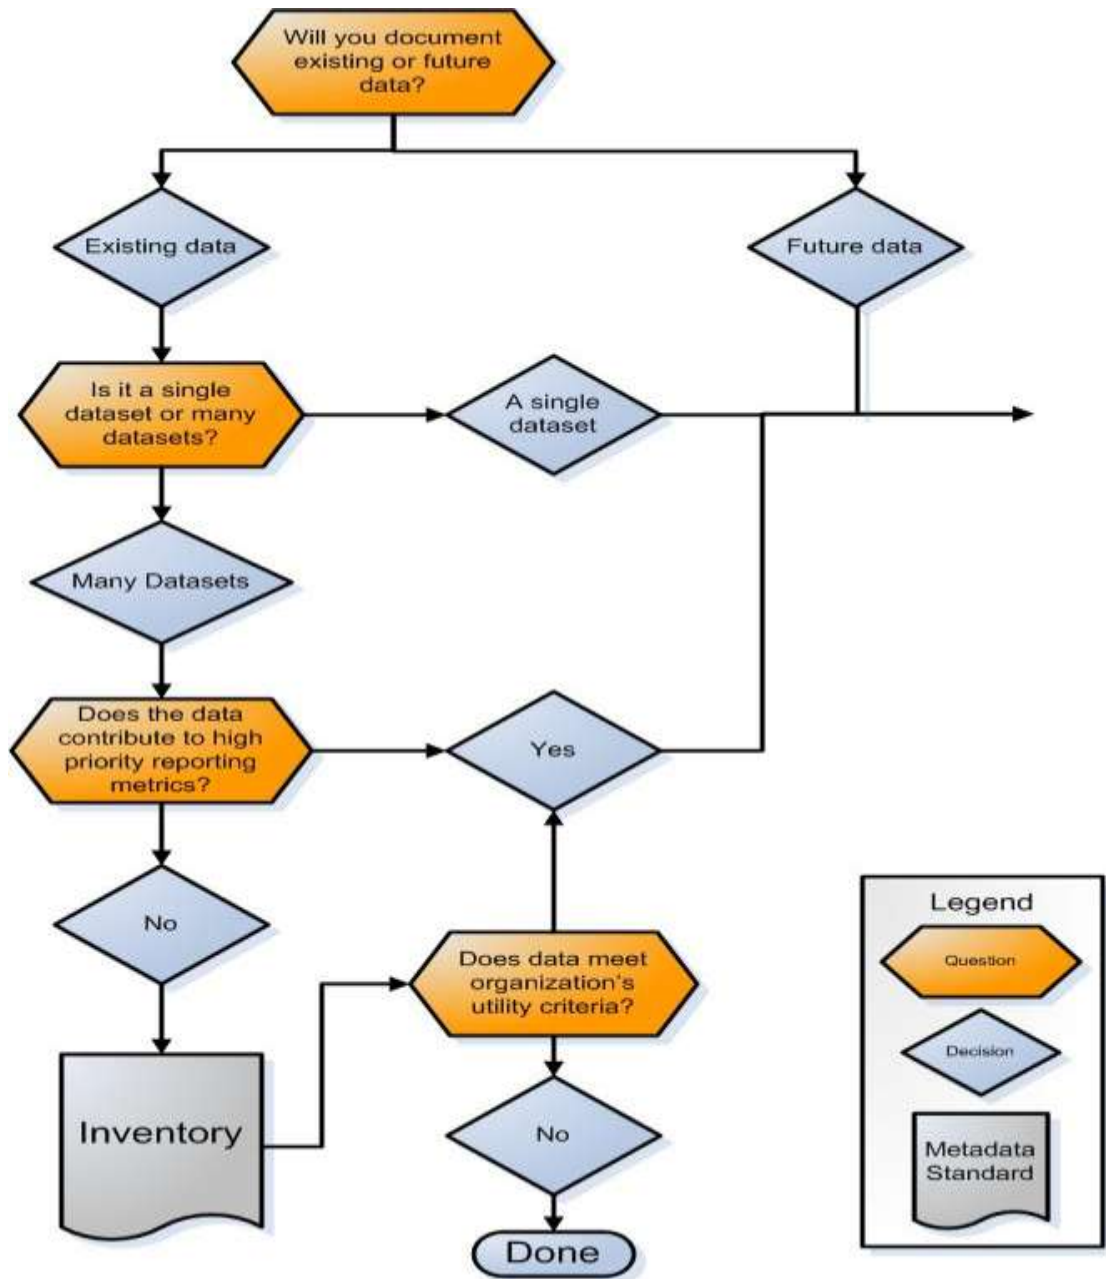 Will you document
existing or future
data?
Existing data
Future data
Is it a single
dataset or many
datasets?
A single
dataset
Many Datasets
Does the data
contribute to high
priority reporting
metrics?
Yes
No
Does data meet
organization's
utility criteria?
Inventory
No
Done
Legend
Question
Decision
Metadata
Standard